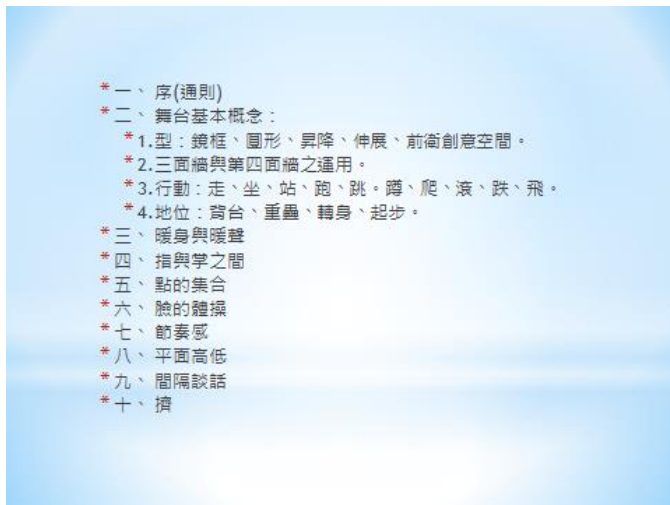 * 一、 序(通則)
* 二、 舞台基本概念：
* 1.型：鏡框、圓形、昇降、伸展、前衛創意空間。
* 2.三面牆與第四面牆之運用。
* 3.行動：走、坐、站、跑、跳。蹲、爬、滾、跌、飛。
* 4.地位：背台、重疊、轉身、起步。
* 三、 暖身與暖聲
* 四、 指與掌之間
* 五、 點的集合
* 六、 臉的體操
* 七、 節奏感
* 八、 平面高低
* 九、 間隔談話
* 十、 擠